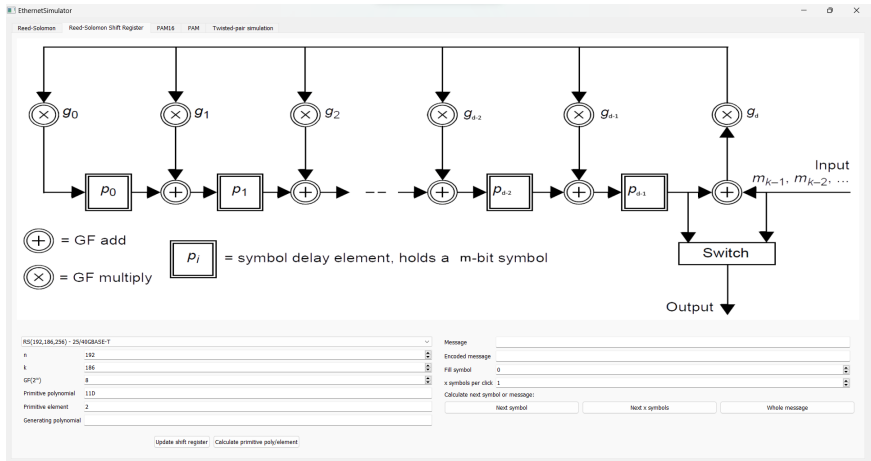 EthernetSimulator
Reed-Solomon Reed-Solomon Shift Register PAM16 PAM Twisted-pair simulation
g0 g1 g2 gd-2 gd-1 gd
Input
mk−1, mk−2, ...
p0 p1 pd-2 pd-1
= GF add
pi = symbol delay element, holds a m-bit symbol
Switch
= GF multiply
Output
RS(192,186,256) - 25/40GBASE-T
n 192
k 186
GF(2^m) 8
Primitive polynomial 11D
Primitive element 2
Generating polynomial
Update shift register Calculate primitive poly/element
Message
Encoded message
Fill symbol 0
x symbols per click 1
Calculate next symbol or message:
Next symbol Next x symbols Whole message